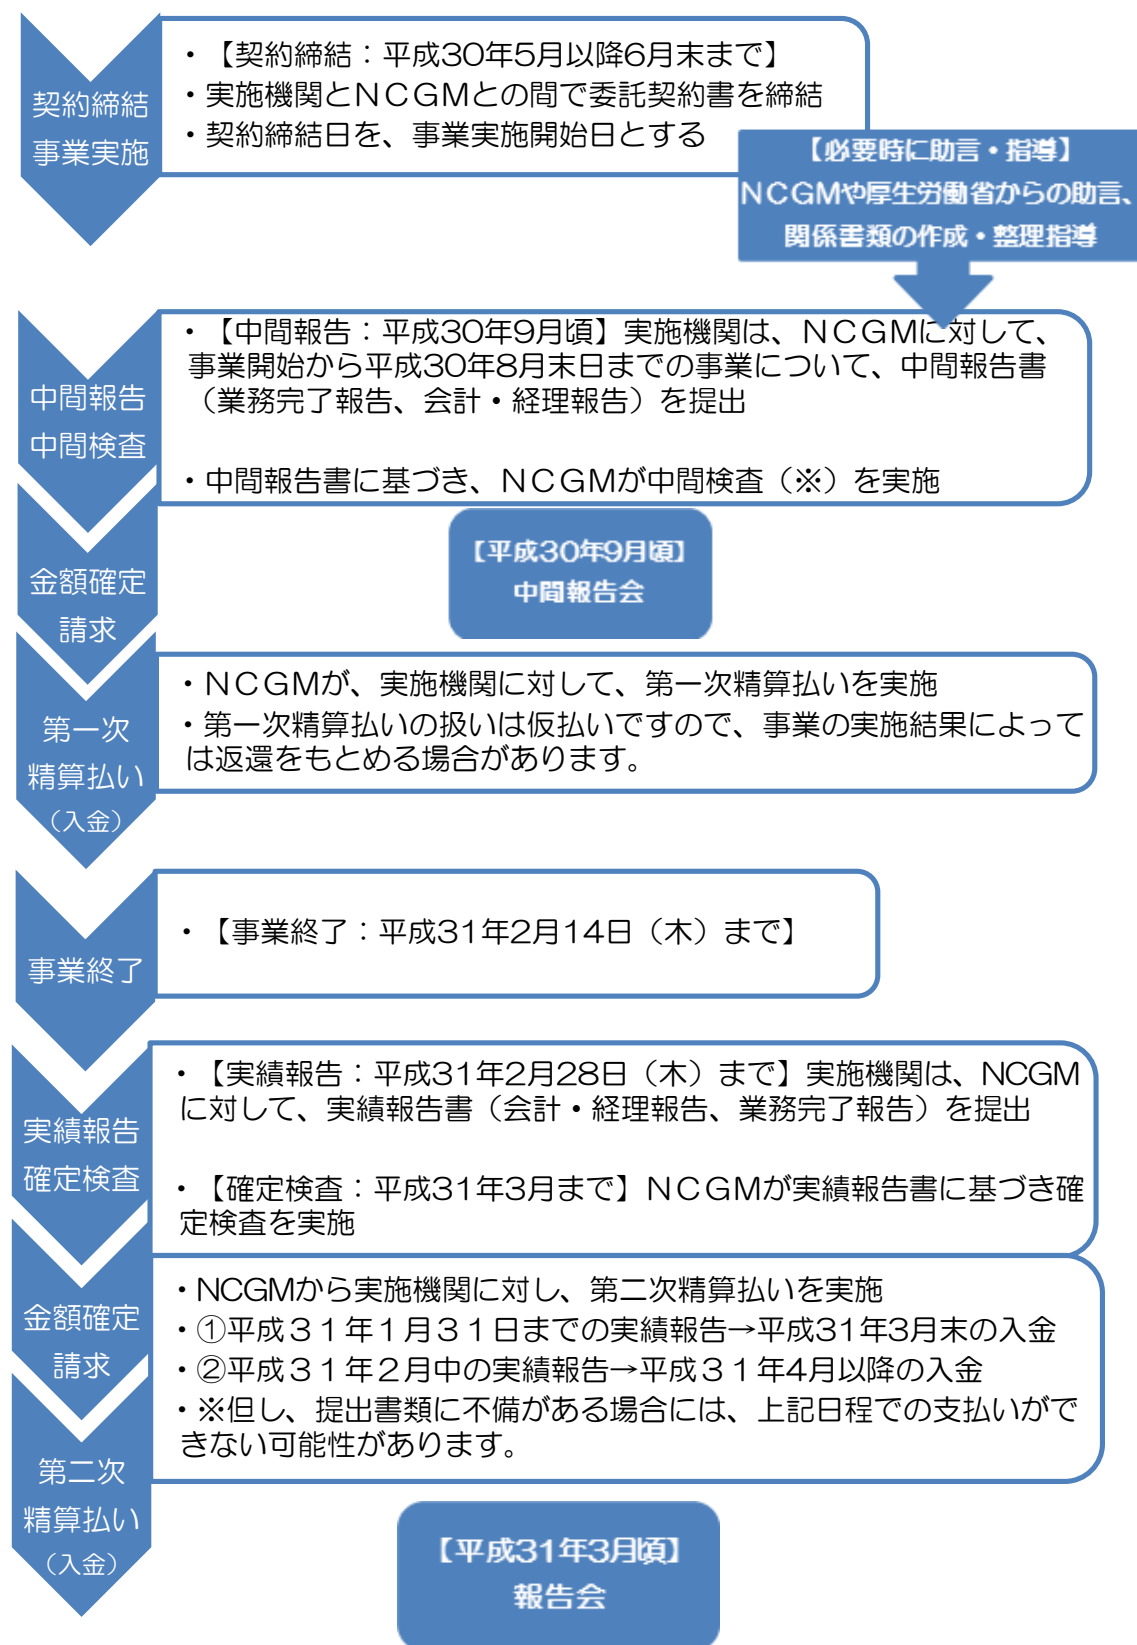 契約締結
事業実施
・【契約締結：平成30年5月以降6月末まで】
・実施機関とNCGMとの間で委託契約書を締結
・契約締結日を、事業実施開始日とする
【必要時に助言・指導】
NCGMや厚生労働省からの助言、
関係書類の作成・整理指導
中間報告
中間検査
・【中間報告：平成30年9月頃】実施機関は、NCGMに対して、
事業開始から平成30年8月末日までの事業について、中間報告書
（業務完了報告、会計・経理報告）を提出
・中間報告書に基づき、NCGMが中間検査（※）を実施
金額確定
請求
【平成30年9月頃】
中間報告会
第一次
精算払い
（入金）
・NCGMが、実施機関に対して、第一次精算払いを実施
・第一次精算払いの扱いは仮払いですので、事業の実施結果によって
は返還をもとめる場合があります。
事業終了
・【事業終了：平成31年2月14日（木）まで】
実績報告
確定検査
・【実績報告：平成31年2月28日（木）まで】実施機関は、NCGM
に対して、実績報告書（会計・経理報告、業務完了報告）を提出
・【確定検査：平成31年3月まで】NCGMが実績報告書に基づき確
定検査を実施
金額確定
請求
・NCGMから実施機関に対し、第二次精算払いを実施
・①平成３１年１月３１日までの実績報告→平成31年3月末の入金
・②平成３１年２月中の実績報告→平成３１年4月以降の入金
・※但し、提出書類に不備がある場合には、上記日程での支払いがで
きない可能性があります。
第二次
精算払い
（入金）
【平成31年3月頃】
報告会